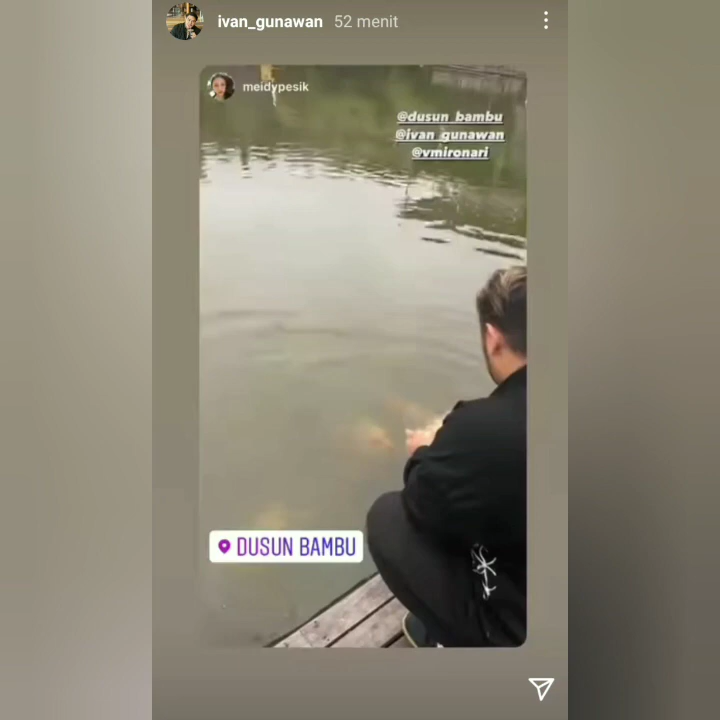 ivan_gunawan 52 menit
meidypesik
@dusun_bambu
@ivan_gunawan
@vmironari
DUSUN BAMBU